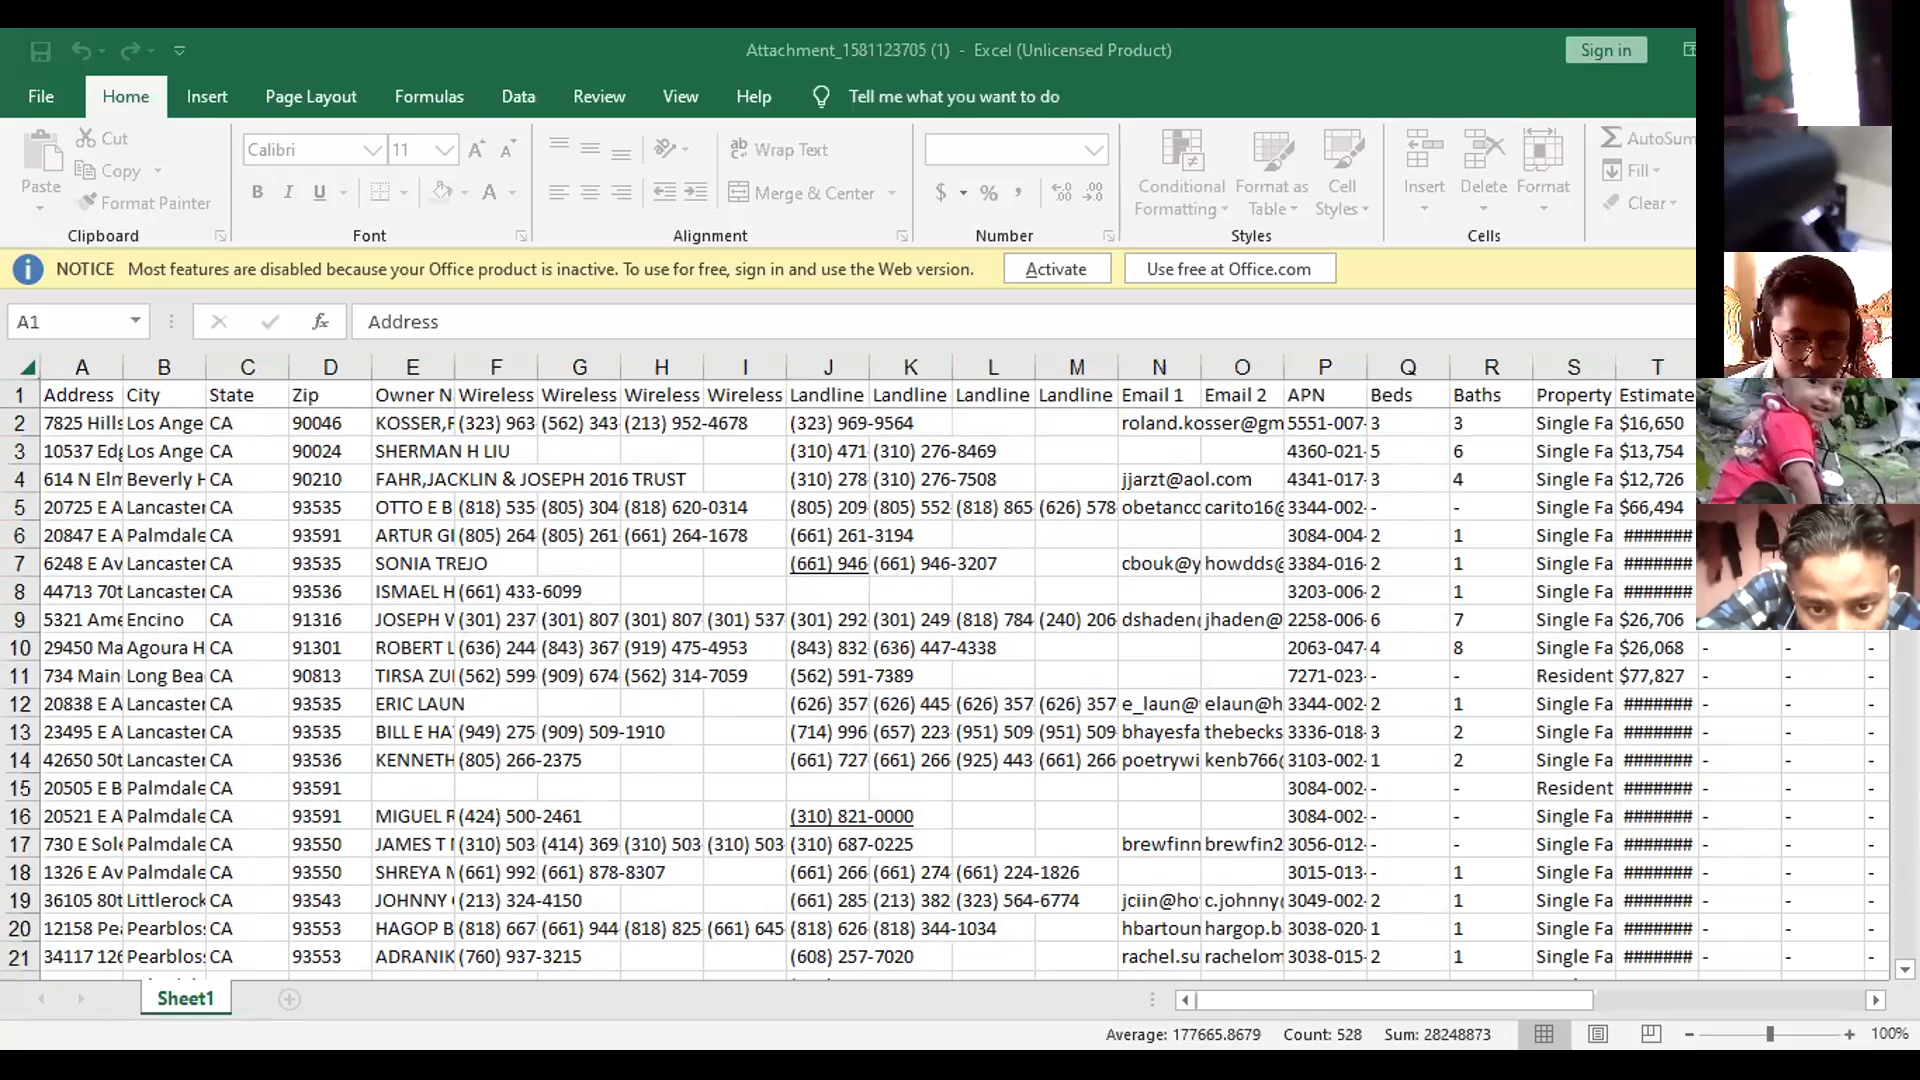 Attachment_1581123705 (1) - Excel (Unlicensed Product)
Sign in
File Home Insert Page Layout Formulas Data Review View Help Tell me what you want to do
Paste Cut Copy Format Painter Clipboard
Calibri 11 B I U A Font
Wrap Text Merge & Center Alignment
$ % , Number
Conditional Formatting Format as Table Cell Styles Styles
Insert Delete Format Cells
AutoSum Fill Clear
NOTICE Most features are disabled because your Office product is inactive. To use for free, sign in and use the Web version. Activate Use free at Office.com
A1 fx Address
A B C D E F G H I J K L M N O P Q R S T
1 Address City State Zip Owner N Wireless Wireless Wireless Wireless Landline Landline Landline Landline Email 1 Email 2 APN Beds Baths Property Estimate
2 7825 Hills Los Ange CA 90046 KOSSER,F (323) 963 (562) 343 (213) 952-4678 (323) 969-9564 roland.kosser@gm 5551-007- 3 3 Single Fa $16,650
3 10537 Edg Los Ange CA 90024 SHERMAN H LIU (310) 471 (310) 276-8469 4360-021- 5 6 Single Fa $13,754
4 614 N Elm Beverly H CA 90210 FAHR,JACKLIN & JOSEPH 2016 TRUST (310) 278 (310) 276-7508 jjarzt@aol.com 4341-017- 3 4 Single Fa $12,726
5 20725 E A Lancaster CA 93535 OTTO E B (818) 535 (805) 304 (818) 620-0314 (805) 209 (805) 552 (818) 865 (626) 578 obetancc carito16@ 3344-002- - - Single Fa $66,494
6 20847 E A Palmdale CA 93591 ARTUR GI (805) 264 (805) 261 (661) 264-1678 (661) 261-3194 3084-004- 2 1 Single Fa #######
7 6248 E Av Lancaster CA 93535 SONIA TREJO (661) 946 (661) 946-3207 cbouk@y howdds@ 3384-016- 2 1 Single Fa #######
8 44713 70t Lancaster CA 93536 ISMAEL H (661) 433-6099 3203-006- 2 1 Single Fa #######
9 5321 Ame Encino CA 91316 JOSEPH W (301) 237 (301) 807 (301) 807 (301) 537 (301) 292 (301) 249 (818) 784 (240) 206 dshaden jhaden@ 2258-006- 6 7 Single Fa $26,706
10 29450 Ma Agoura H CA 91301 ROBERT L (636) 244 (843) 367 (919) 475-4953 (843) 832 (636) 447-4338 2063-047- 4 8 Single Fa $26,068 - - -
11 734 Main Long Bea CA 90813 TIRSA ZUI (562) 599 (909) 674 (562) 314-7059 (562) 591-7389 7271-023- - - Resident $77,827 - - -
12 20838 E A Lancaster CA 93535 ERIC LAUN (626) 357 (626) 445 (626) 357 (626) 357 e_laun@ elaun@h 3344-002- 2 1 Single Fa ####### - - -
13 23495 E A Lancaster CA 93535 BILL E HA (949) 275 (909) 509-1910 (714) 996 (657) 223 (951) 509 (951) 509 bhayesfa thebecks 3336-018- 3 2 Single Fa ####### - - -
14 42650 50t Lancaster CA 93536 KENNETH (805) 266-2375 (661) 727 (661) 266 (925) 443 (661) 266 poetrywi kenb766 3103-002- 1 2 Single Fa ####### - - -
15 20505 E B Palmdale CA 93591 3084-002- - - Resident ####### - - -
16 20521 E A Palmdale CA 93591 MIGUEL R (424) 500-2461 (310) 821-0000 3084-002- - - Single Fa ####### - - -
17 730 E Sol Palmdale CA 93550 JAMES T (310) 503 (414) 369 (310) 503 (310) 503 (310) 687-0225 brewfinn brewfin2 3056-012- - - Single Fa ####### - - -
18 1326 E Av Palmdale CA 93550 SHREYA (661) 992 (661) 878-8307 (661) 266 (661) 274 (661) 224-1826 3015-013- - 1 Single Fa ####### - - -
19 36105 80t Littlerock CA 93543 JOHNNY (213) 324-4150 (661) 285 (213) 382 (323) 564-6774 jciin@ho c.johnny 3049-002- 2 1 Single Fa ####### - - -
20 12158 Pea Pearblos CA 93553 HAGOP B (818) 667 (661) 944 (818) 825 (661) 645 (818) 626 (818) 344-1034 hbartoun hargop.b 3038-020- 1 1 Single Fa ####### - - -
21 34117 126 Pearblos CA 93553 ADRANIK (760) 937-3215 (608) 257-7020 rachel.su rachelom 3038-015- 2 1 Single Fa ####### - - -
Sheet1
Average: 177665.8679 Count: 528 Sum: 28248873 100%